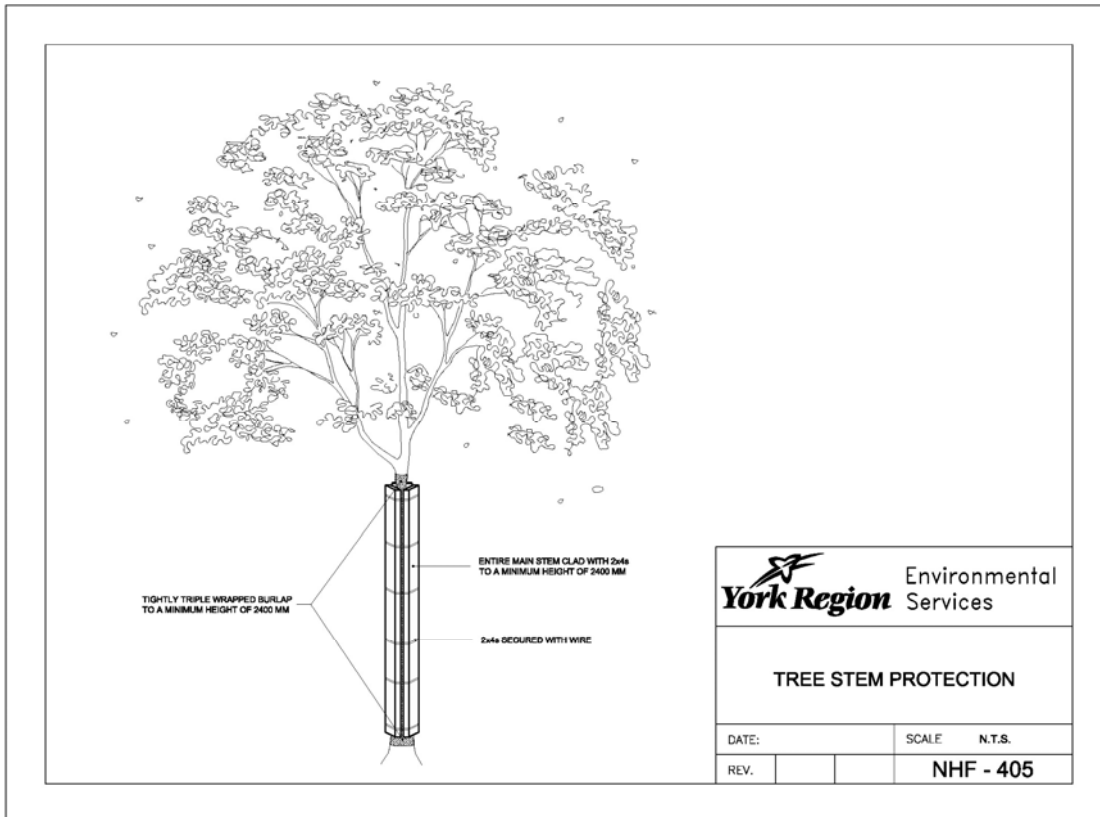 TIGHTLY TRIPLE WRAPPED BURLAP
TO A MINIMUM HEIGHT OF 2400 MM
ENTIRE MAIN STEM CLAD WITH 2x4s
TO A MINIMUM HEIGHT OF 2400 MM
2x4s SECURED WITH WIRE
York Region
Environmental
Services
TREE STEM PROTECTION
DATE:
SCALE N.T.S.
REV.
NHF - 405